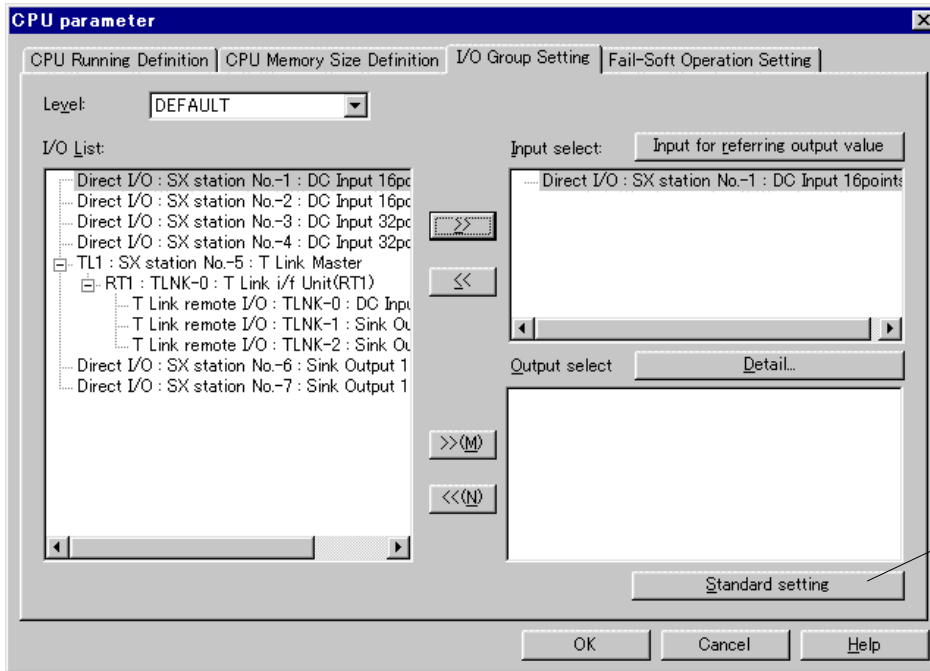 CPU parameter
CPU Running Definition
CPU Memory Size Definition
I/O Group Setting
Fail-Soft Operation Setting
Level:
DEFAULT
I/O List:
Direct I/O : SX station No.-1 : DC Input 16po
Direct I/O : SX station No.-2 : DC Input 16po
Direct I/O : SX station No.-3 : DC Input 32po
Direct I/O : SX station No.-4 : DC Input 32po
TL1 : SX station No.-5 : T Link Master
RT1 : TLNK-0 : T Link i/f Unit(RT1)
T Link remote I/O : TLNK-0 : DC Inpu
T Link remote I/O : TLNK-1 : Sink Ou
T Link remote I/O : TLNK-2 : Sink Ou
Direct I/O : SX station No.-6 : Sink Output 1
Direct I/O : SX station No.-7 : Sink Output 1
>>
<<
>>(M)
<<(N)
Input select:
Input for referring output value
Direct I/O : SX station No.-1 : DC Input 16points
Output select
Detail...
Standard setting
OK
Cancel
Help